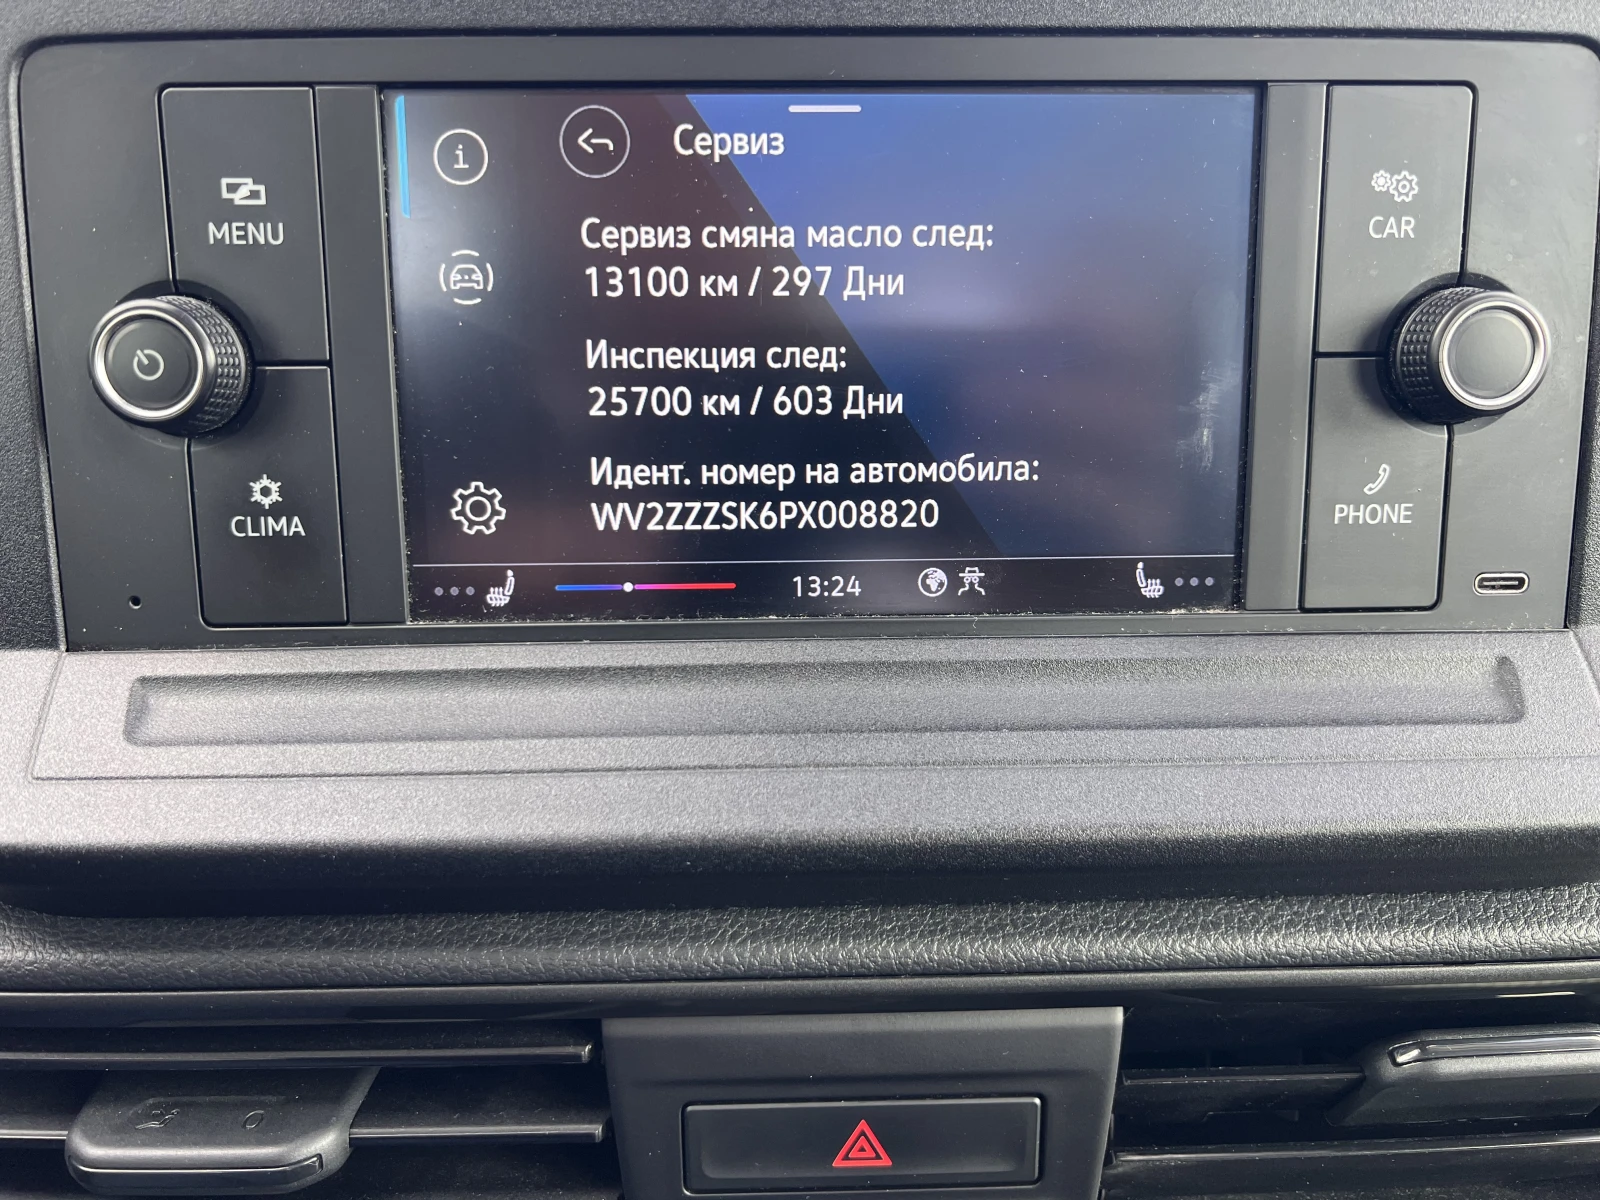 MENU
CLIMA
Сервиз
Сервиз смяна масло след:
13100 км / 297 Дни
Инспекция след:
25700 км / 603 Дни
Идент. номер на автомобила:
WV2ZZZSK6PX008820
13:24
CAR
PHONE